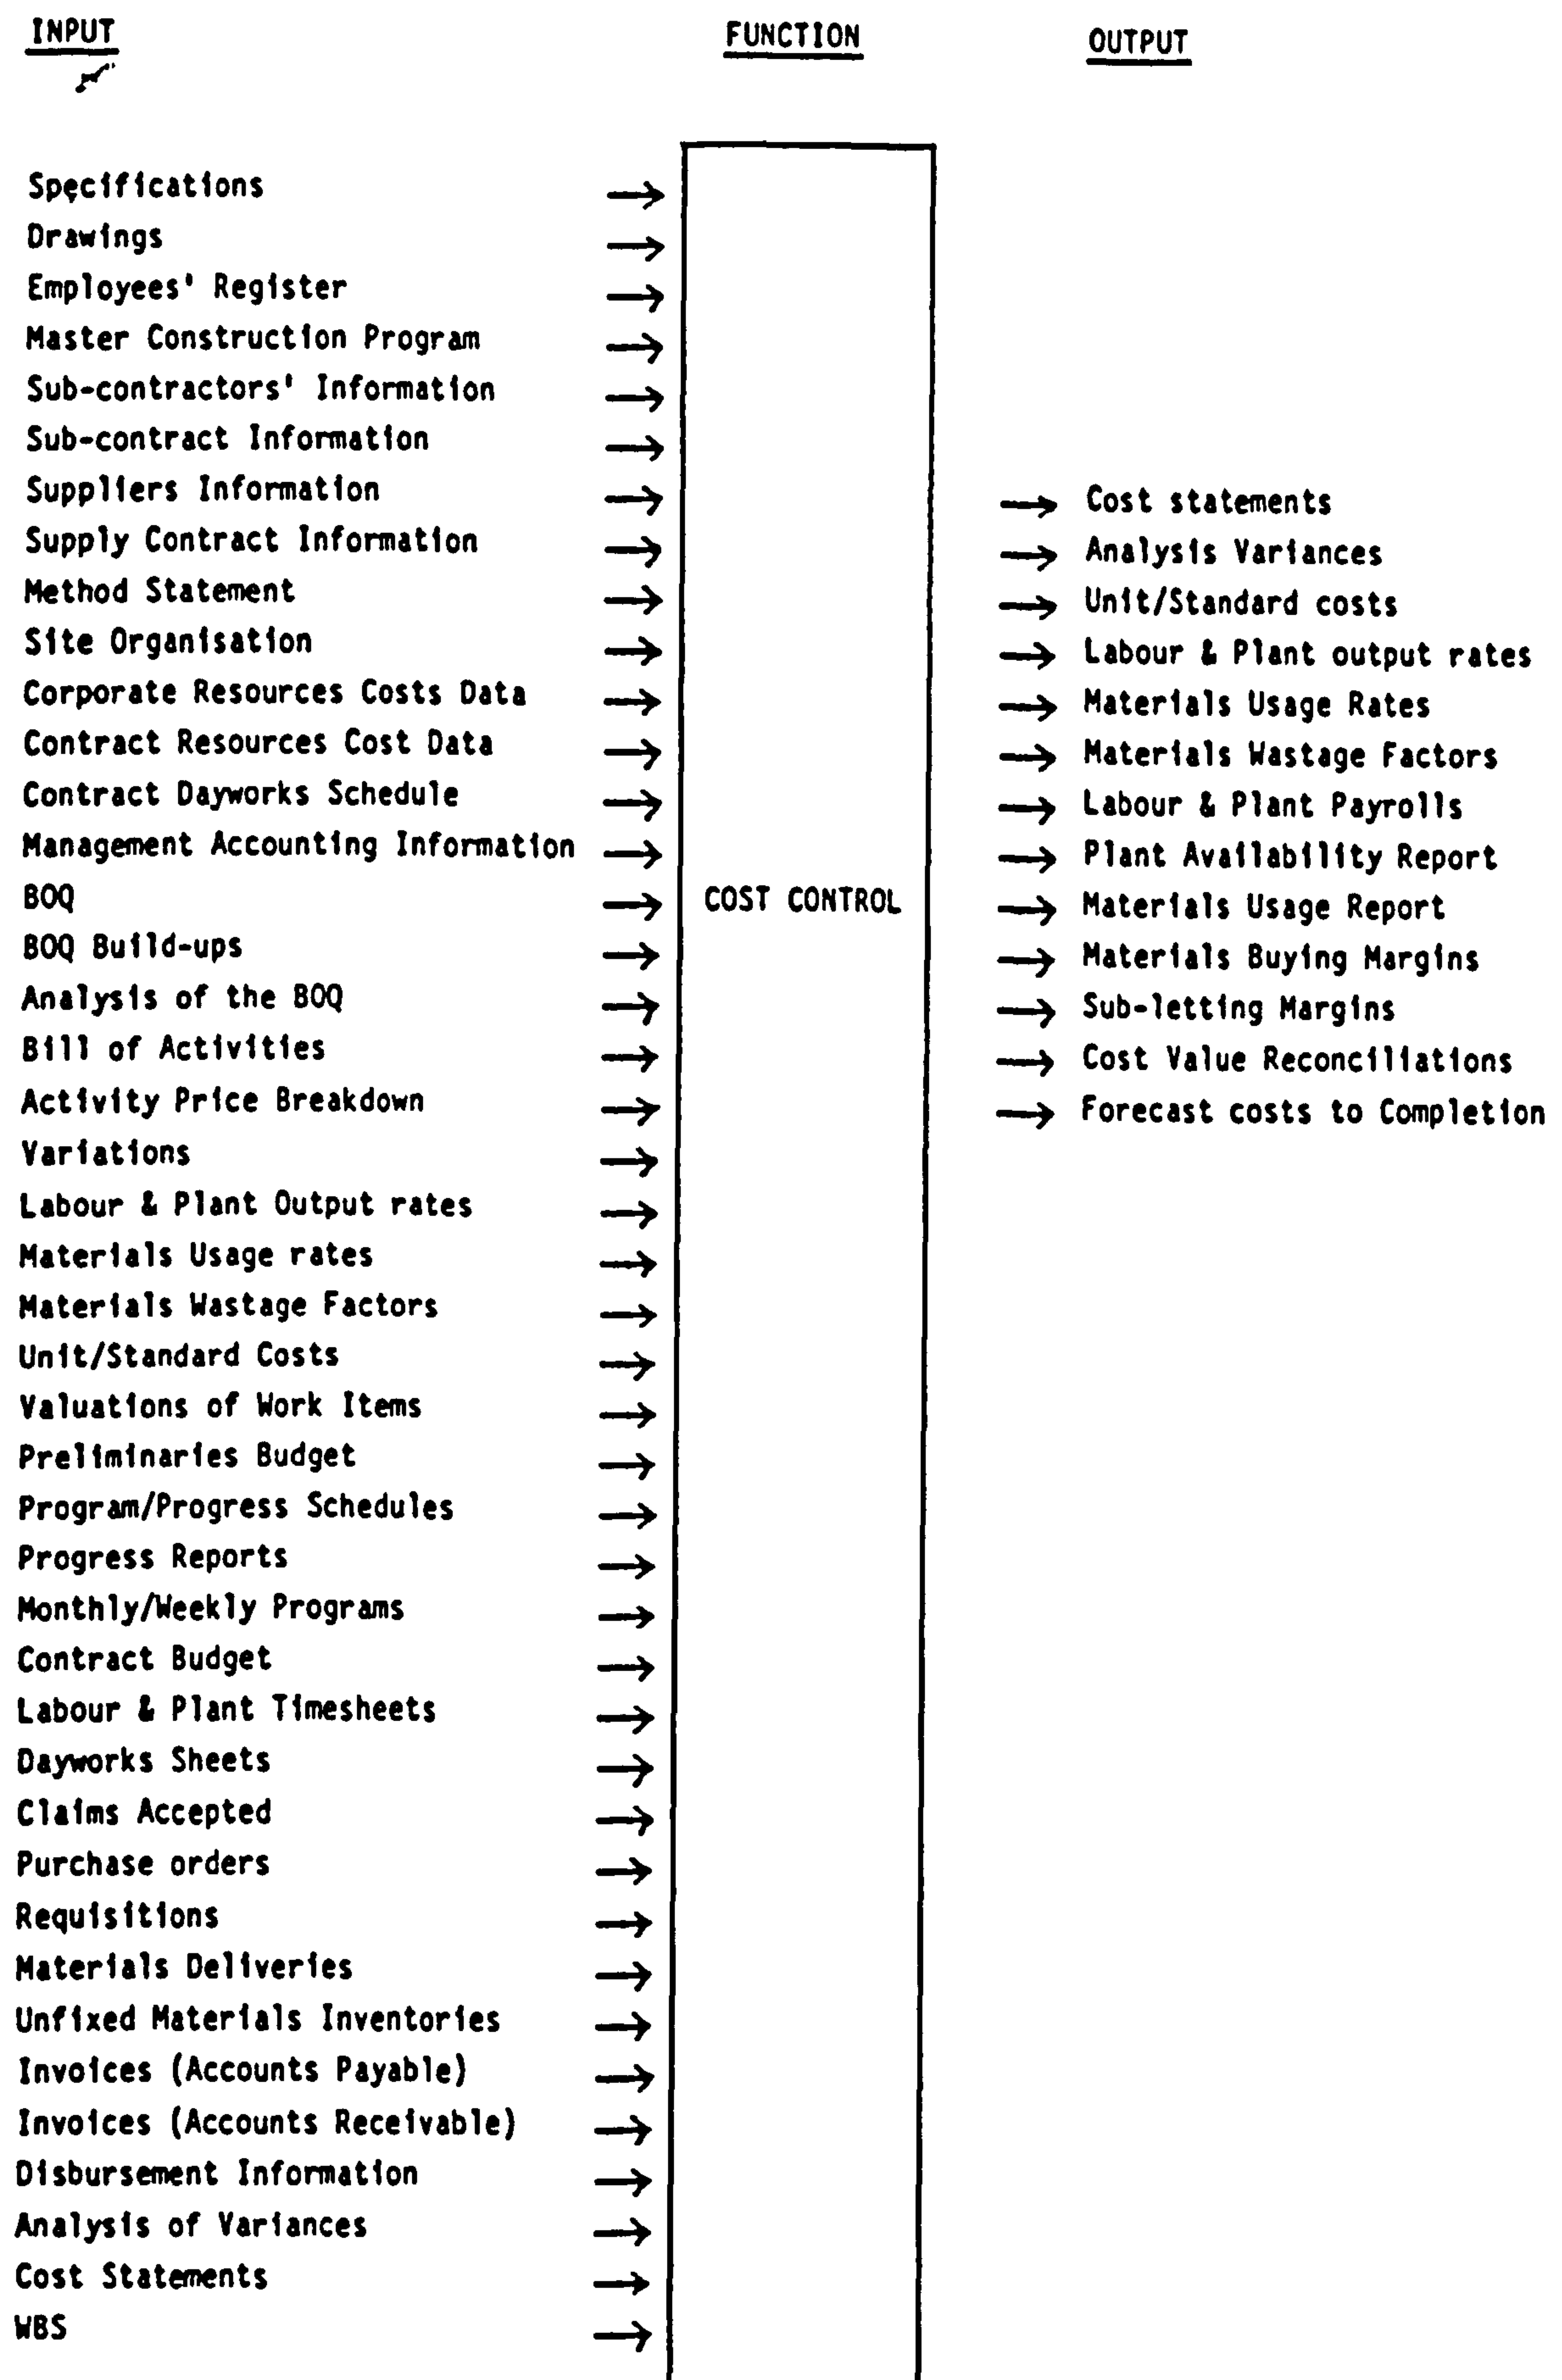 INPUT
FUNCTION
OUTPUT
Specifications
Drawings
Employees' Register
Master Construction Program
Sub-contractors' Information
Sub-contract Information
Suppliers Information
Supply Contract Information
Method Statement
Site Organisation
Corporate Resources Costs Data
Contract Resources Cost Data
Contract Dayworks Schedule
Management Accounting Information
BOQ
BOQ Build-ups
Analysis of the BOQ
Bill of Activities
Activity Price Breakdown
Variations
Labour & Plant Output rates
Materials Usage rates
Materials Wastage Factors
Unit/Standard Costs
Valuations of Work Items
Preliminaries Budget
Program/Progress Schedules
Progress Reports
Monthly/Weekly Programs
Contract Budget
Labour & Plant Timesheets
Dayworks Sheets
Claims Accepted
Purchase orders
Requisitions
Materials Deliveries
Unfixed Materials Inventories
Invoices (Accounts Payable)
Invoices (Accounts Receivable)
Disbursement Information
Analysis of Variances
Cost Statements
WBS
COST CONTROL
Cost statements
Analysis Variances
Unit/Standard costs
Labour & Plant output rates
Materials Usage Rates
Materials Wastage Factors
Labour & Plant Payrolls
Plant Availability Report
Materials Usage Report
Materials Buying Margins
Sub-letting Margins
Cost Value Reconciliations
Forecast costs to Completion